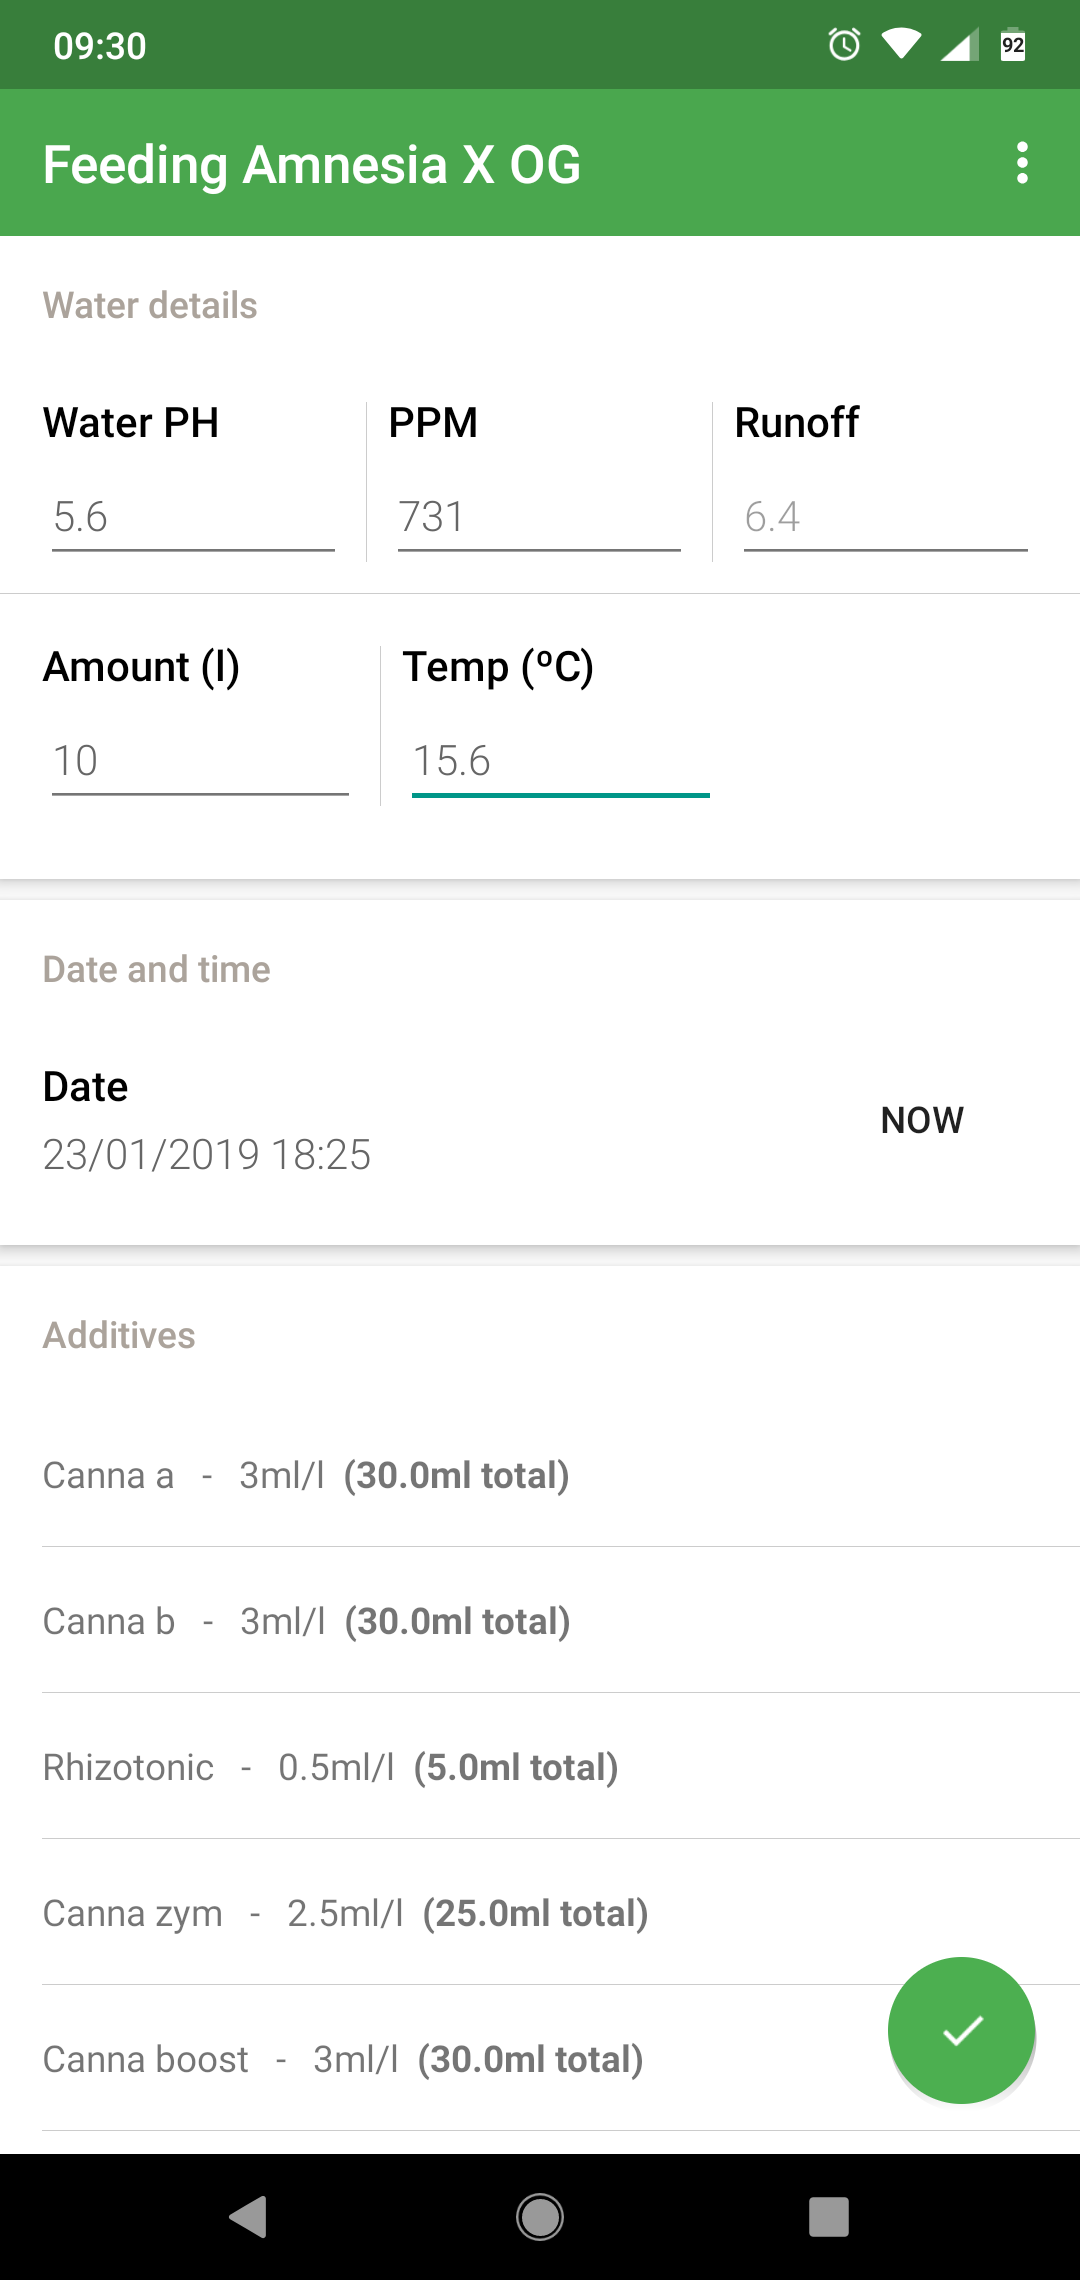 09:30
92
Feeding Amnesia X OG
Water details
Water PH
PPM
Runoff
5.6
731
6.4
Amount (l)
Temp (ºC)
10
15.6
Date and time
Date
NOW
23/01/2019 18:25
Additives
Canna a - 3ml/l (30.0ml total)
Canna b - 3ml/l (30.0ml total)
Rhizotonic - 0.5ml/l (5.0ml total)
Canna zym - 2.5ml/l (25.0ml total)
Canna boost - 3ml/l (30.0ml total)